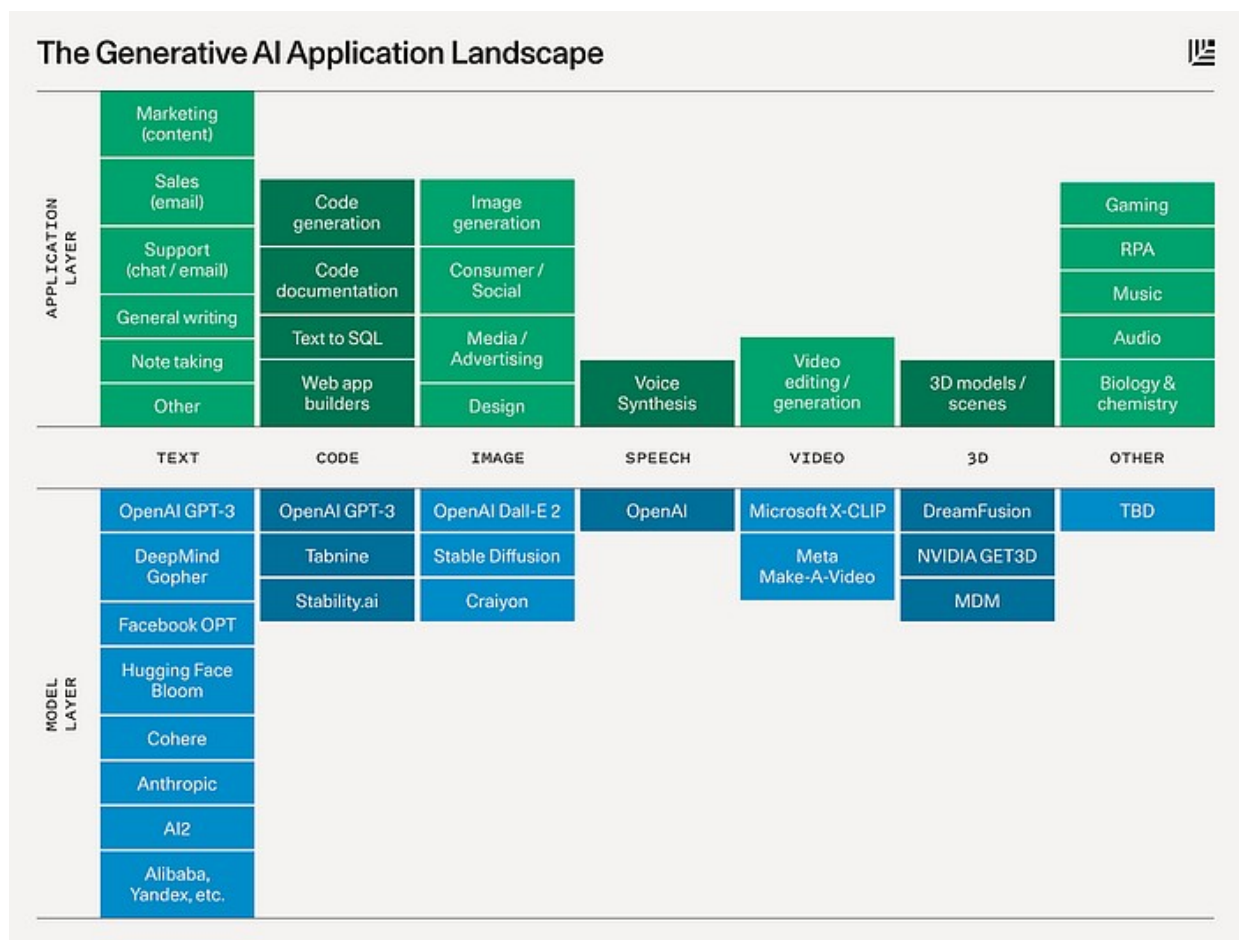 The Generative AI Application Landscape
APPLICATION
LAYER
Marketing
(content)
Sales
(email)
Support
(chat / email)
General writing
Note taking
Other
Code
generation
Code
documentation
Text to SQL
Web app
builders
Image
generation
Consumer /
Social
Media /
Advertising
Design
Voice
Synthesis
Video
editing /
generation
3D models /
scenes
Gaming
RPA
Music
Audio
Biology &
chemistry
TEXT
CODE
IMAGE
SPEECH
VIDEO
3D
OTHER
MODEL
LAYER
OpenAI GPT-3
DeepMind
Gopher
Facebook OPT
Hugging Face
Bloom
Cohere
Anthropic
AI2
Alibaba,
Yandex, etc.
OpenAI GPT-3
Tabnine
Stability.ai
OpenAI Dall-E 2
Stable Diffusion
Craiyon
OpenAI
Microsoft X-CLIP
Meta
Make-A-Video
DreamFusion
NVIDIA GET3D
MDM
TBD